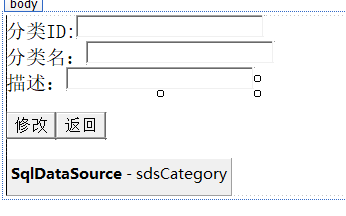 body
分类ID:
分类名：
描述：
修改 返回
SqlDataSource - sdsCategory